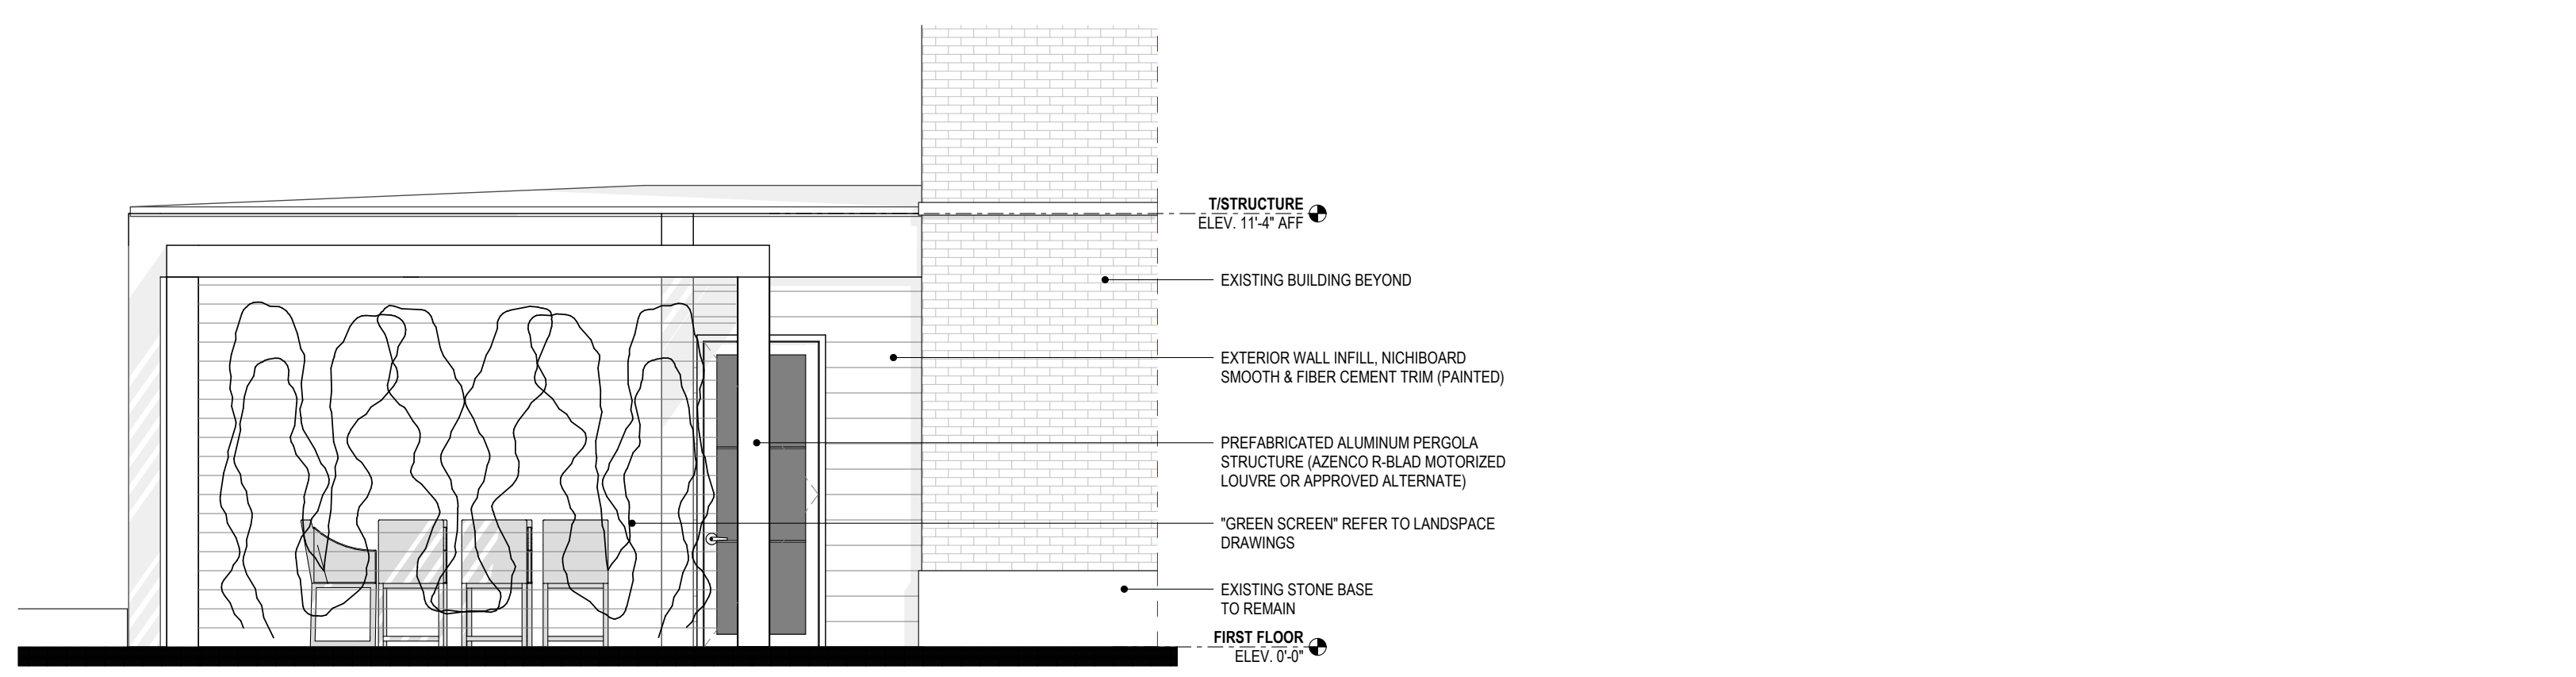 T/STRUCTURE
ELEV. 11'-4" AFF
EXISTING BUILDING BEYOND
EXTERIOR WALL INFILL, NICHIBOARD
SMOOTH & FIBER CEMENT TRIM (PAINTED)
PREFABRICATED ALUMINUM PERGOLA
STRUCTURE (AZENCO R-BLAD MOTORIZED
LOUVRE OR APPROVED ALTERNATE)
"GREEN SCREEN" REFER TO LANDSPACE
DRAWINGS
EXISTING STONE BASE
TO REMAIN
FIRST FLOOR
ELEV. 0'-0"